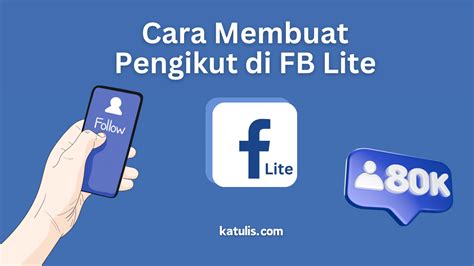 Cara Membuat
Pengikut di FB Lite
Follow
f
Lite
80K
katulis.com